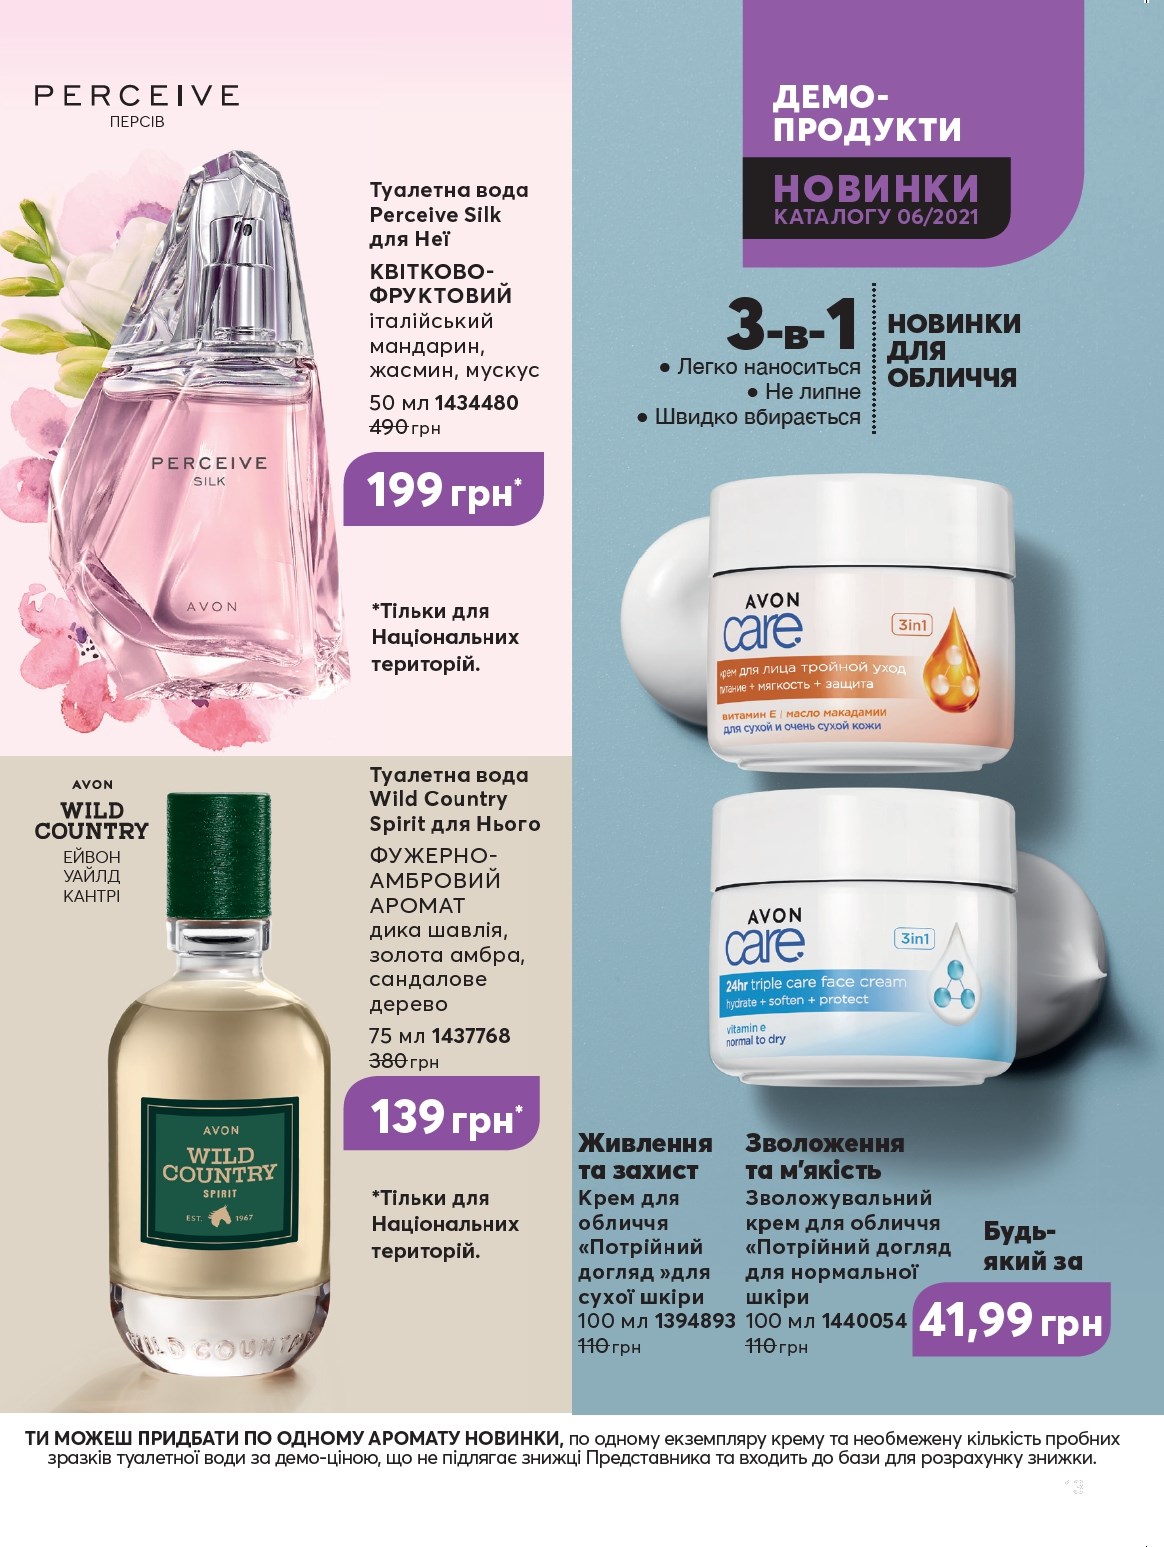 PERCEIVE
ПЕРСІВ
Туалетна вода
Perceive Silk
для Неї
КВІТКОВО-
ФРУКТОВИЙ
італійський
мандарин,
жасмин, мускус
50 мл 1434480
490 грн
199 грн*
*Тільки для
Національних
територій.
PERCEIVE
SILK
AVON
AVON
WILD
COUNTRY
ЕЙВОН
УАЙЛД
КАНТРІ
Туалетна вода
Wild Country
Spirit для Нього
ФУЖЕРНО-
АМБРОВИЙ
АРОМАТ
дика шавлія,
золота амбра,
сандалове
дерево
75 мл 1437768
380 грн
139 грн*
*Тільки для
Національних
територій.
AVON
WILD
COUNTRY
SPIRIT
EST. 1967
WILD COUNTRY
ДЕМО-
ПРОДУКТИ
НОВИНКИ
КАТАЛОГУ 06/2021
3-в-1
• Легко наноситься
• Не липне
• Швидко вбирається
НОВИНКИ
ДЛЯ
ОБЛИЧЧЯ
AVON
care
3in1
крем для лица тройной уход
питание + мягкость + защита
витамин Е | масло макадамии
для сухой и очень сухой кожи
AVON
care
3in1
24hr triple care face cream
hydrate + soften + protect
vitamin e
normal to dry
Живлення
та захист
Крем для
обличчя
«Потрійний
догляд »для
сухої шкіри
100 мл 1394893
110 грн
Зволоження
та м'якість
Зволожувальний
крем для обличчя
«Потрійний догляд
для нормальної
шкіри
100 мл 1440054
110 грн
Будь-
який за
41,99 грн
ТИ МОЖЕШ ПРИДБАТИ ПО ОДНОМУ АРОМАТУ НОВИНКИ, по одному екземпляру крему та необмежену кількість пробних
зразків туалетної води за демо-ціною, що не підлягає знижці Представника та входить до бази для розрахунку знижки.
13